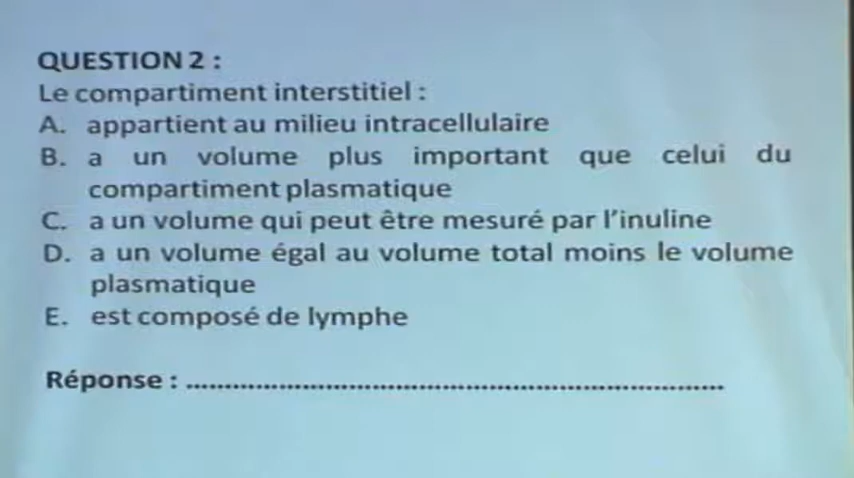 QUESTION 2 :
Le compartiment interstitiel :
A. appartient au milieu intracellulaire
B. a un volume plus important que celui du
compartiment plasmatique
C. a un volume qui peut être mesuré par l’inuline
D. a un volume égal au volume total moins le volume
plasmatique
E. est composé de lymphe
Réponse : ..................................................................